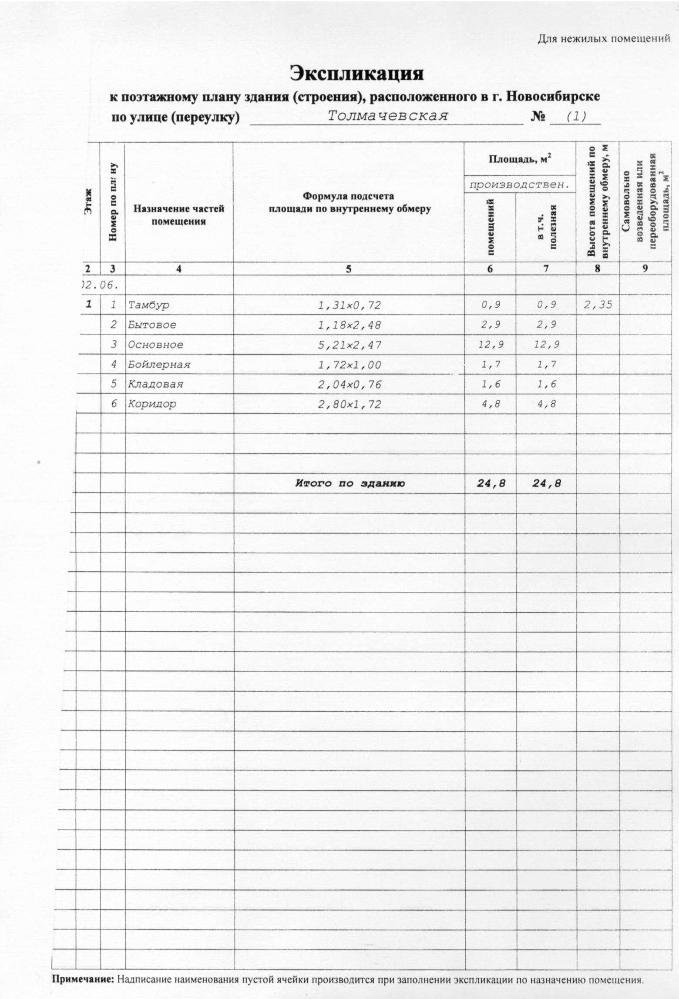 Для нежилых помещений
Экспликация
к поэтажному плану здания (строения), расположенного в г. Новосибирске
по улице (переулку) Толмачевская № (1)
Этаж
Номер по плану
Назначение частей помещения
Формула подсчета площади по внутреннему обмеру
Площадь, м²
производствен.
помещений
в т.ч. полезная
Высота помещений по внутреннему обмеру, м
Самовольно возведенная или переоборудованная площадь, м²
2 3 4 5 6 7 8 9
02.06.
1 1 Тамбур 1,31×0,72 0,9 0,9 2,35
2 Бытовое 1,18×2,48 2,9 2,9
3 Основное 5,21×2,47 12,9 12,9
4 Бойлерная 1,72×1,00 1,7 1,7
5 Кладовая 2,04×0,76 1,6 1,6
6 Коридор 2,80×1,72 4,8 4,8
Итого по зданию 24,8 24,8
Примечание: Надписание наименования пустой ячейки производится при заполнении экспликации по назначению помещения.